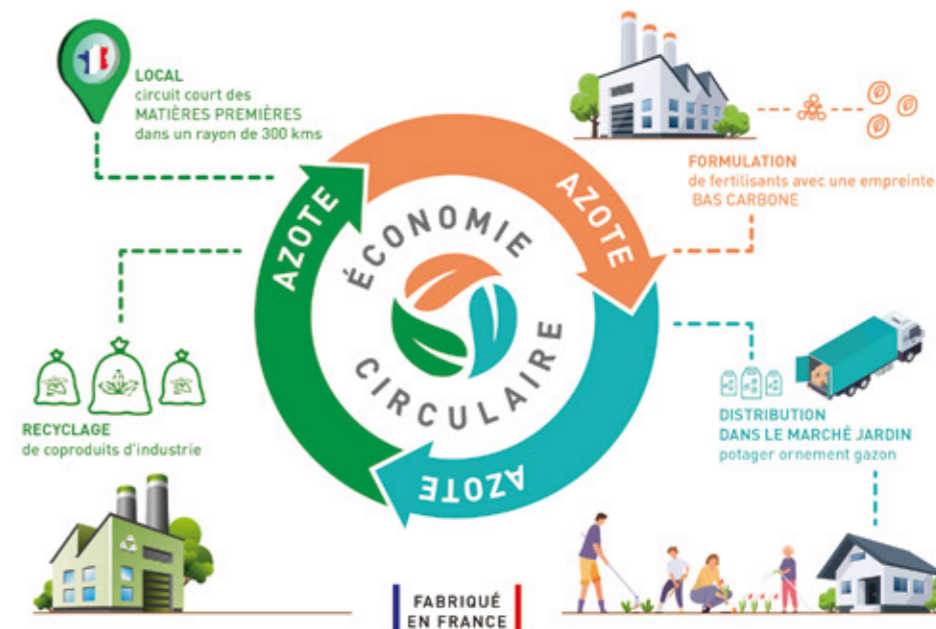 LOCAL
circuit court des
MATIÈRES PREMIÈRES
dans un rayon de 300 kms
FORMULATION
de fertilisants avec une empreinte
BAS CARBONE
AZOTE
AZOTE
ÉCONOMIE
CIRCULAIRE
AZOTE
RECYCLAGE
de coproduits d'industrie
DISTRIBUTION
DANS LE MARCHÉ JARDIN
potager ornement gazon
FABRIQUÉ
EN FRANCE